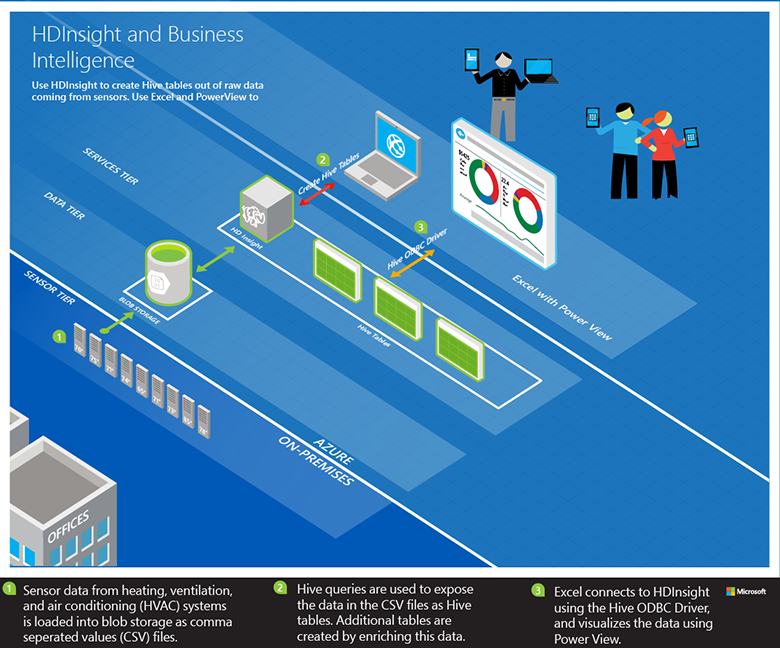 HDInsight and Business
Intelligence
Use HDInsight to create Hive tables out of raw data
coming from sensors. Use Excel and PowerView to
SERVICES TIER
DATA TIER
SENSOR TIER
2
Create Hive Tables
HD Insight
3
Hive ODBC Driver
Average
Excel with Power View
BLOB STORAGE
Hive Tables
1
AZURE
ON-PREMISES
OFFICES
1
Sensor data from heating, ventilation,
and air conditioning (HVAC) systems
is loaded into blob storage as comma
seperated values (CSV) files.
2
Hive queries are used to expose
the data in the CSV files as Hive
tables. Additional tables are
created by enriching this data.
3
Excel connects to HDInsight
using the Hive ODBC Driver,
and visualizes the data using
Power View.
Microsoft